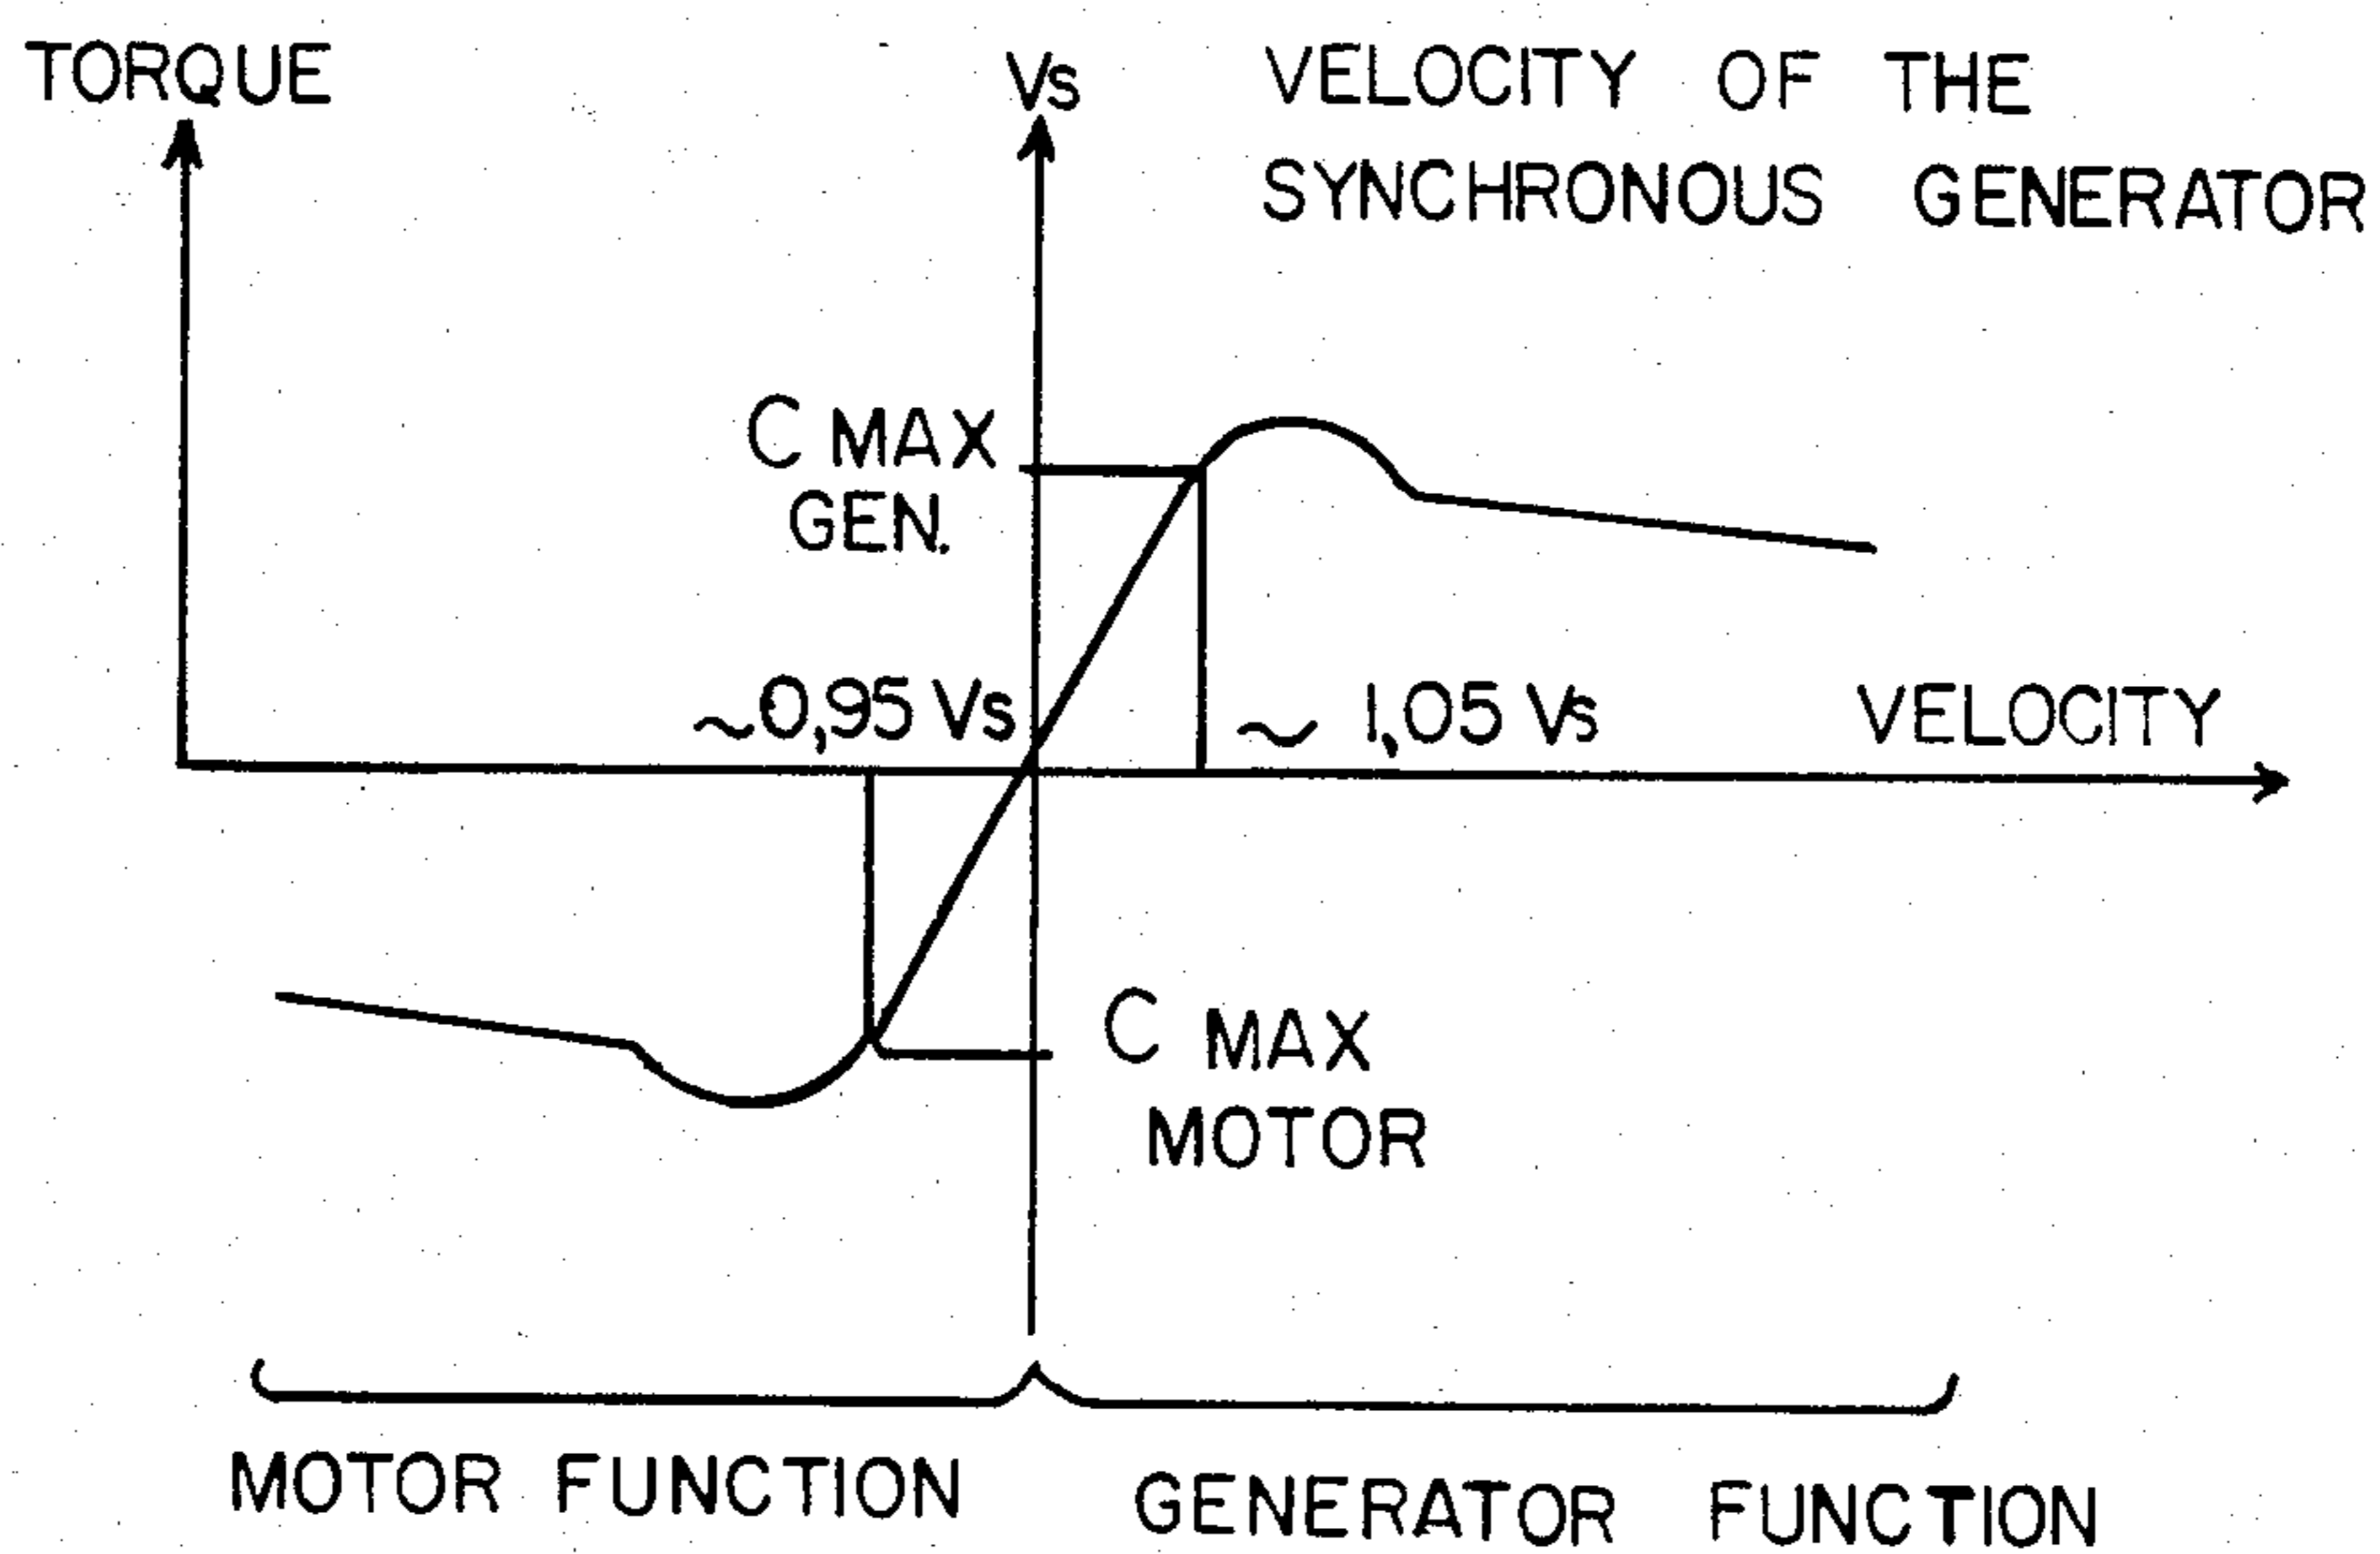 TORQUE
Vs
VELOCITY OF THE
SYNCHRONOUS GENERATOR
C MAX
GEN.
~0,95 Vs
~ 1,05 Vs
VELOCITY
C MAX
MOTOR
MOTOR FUNCTION
GENERATOR FUNCTION